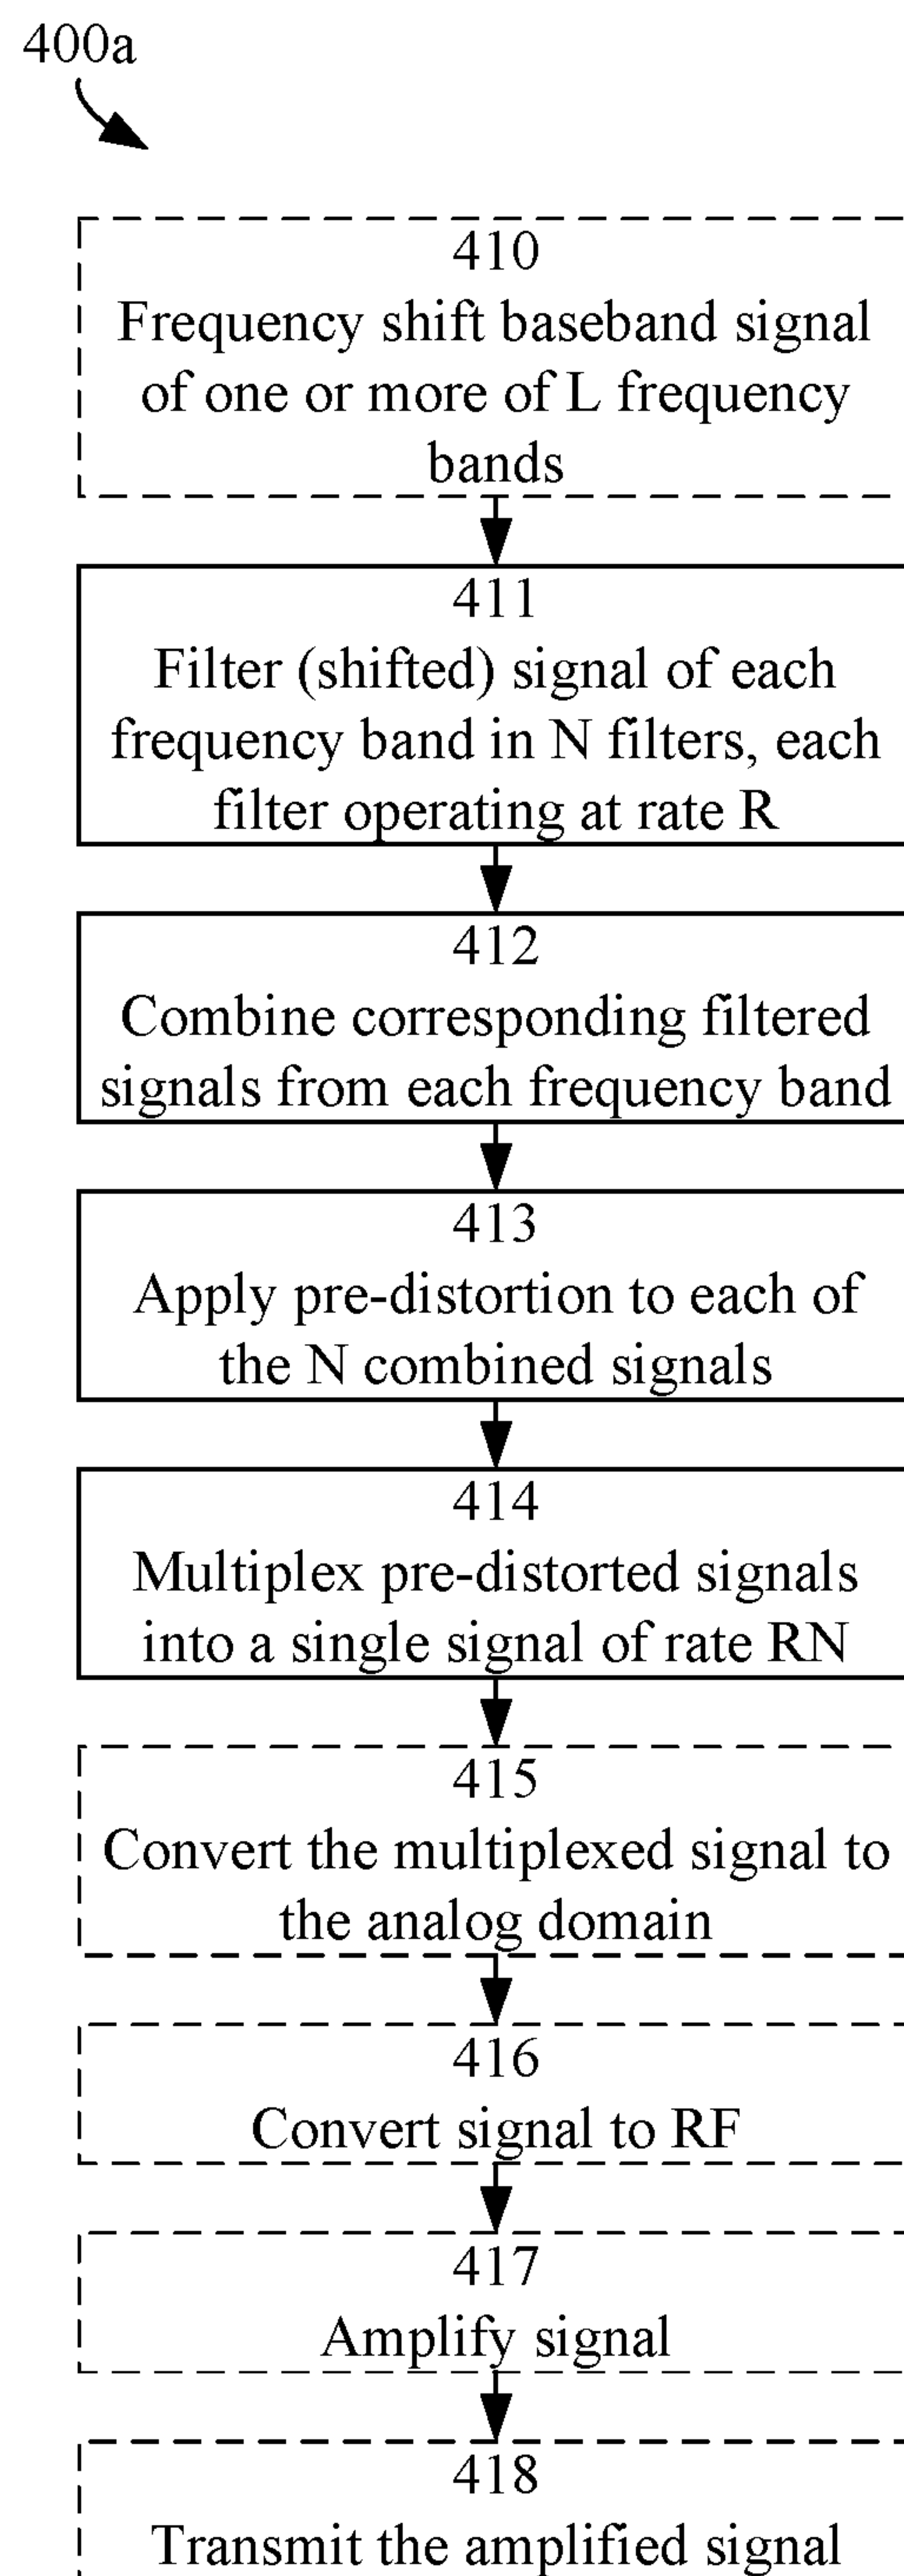 400a
410
Frequency shift baseband signal
of one or more of L frequency
bands
411
Filter (shifted) signal of each
frequency band in N filters, each
filter operating at rate R
412
Combine corresponding filtered
signals from each frequency band
413
Apply pre-distortion to each of
the N combined signals
414
Multiplex pre-distorted signals
into a single signal of rate RN
415
Convert the multiplexed signal to
the analog domain
416
Convert signal to RF
417
Amplify signal
418
Transmit the amplified signal